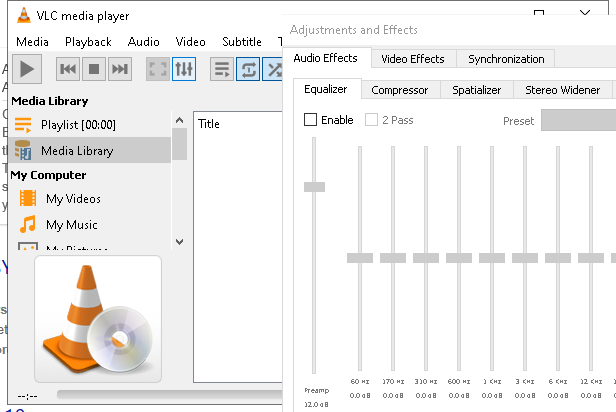 VLC media player
Media Playback Audio Video Subtitle
Adjustments and Effects
Audio Effects Video Effects Synchronization
Equalizer Compressor Spatializer Stereo Widener
Enable 2 Pass Preset
Media Library
Playlist [00:00]
Media Library
My Computer
My Videos
My Music
My Pictures
Title
60 Hz 170 Hz 310 Hz 600 Hz 1 KHz 3 KHz 6 KHz 12 KHz
0.0 dB 0.0 dB 0.0 dB 0.0 dB 0.0 dB 0.0 dB 0.0 dB 0.0 dB
Preamp
12.0 dB
--:--